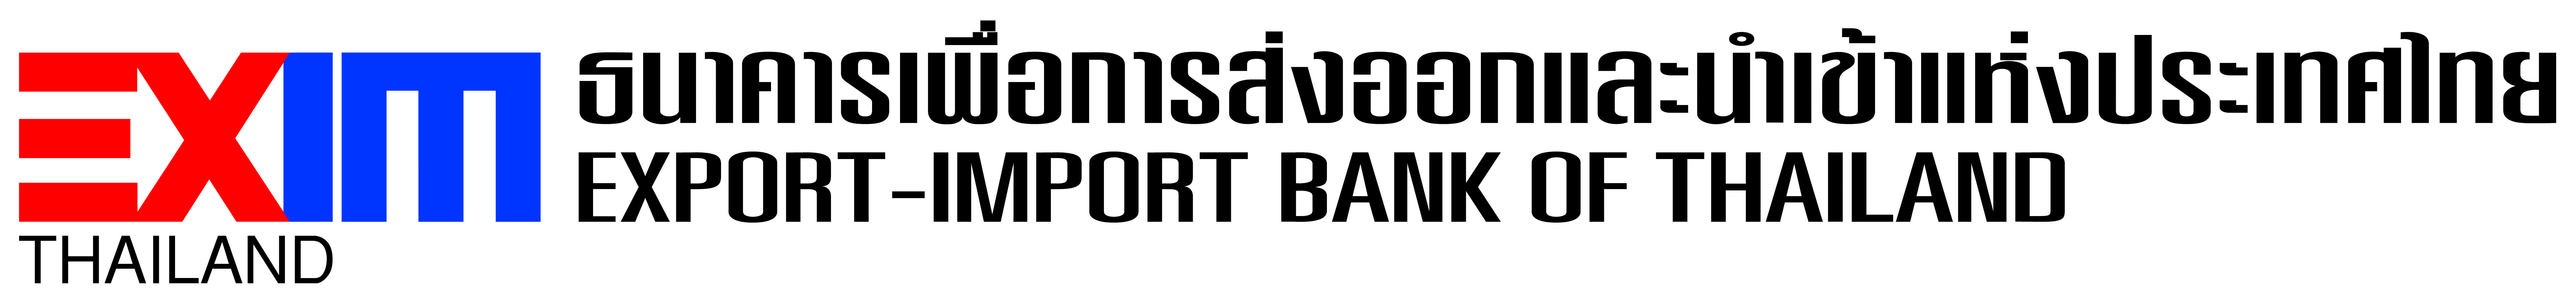 EXIM
THAILAND
ธนาคารเพื่อการส่งออกและนำเข้าแห่งประเทศไทย
EXPORT-IMPORT BANK OF THAILAND